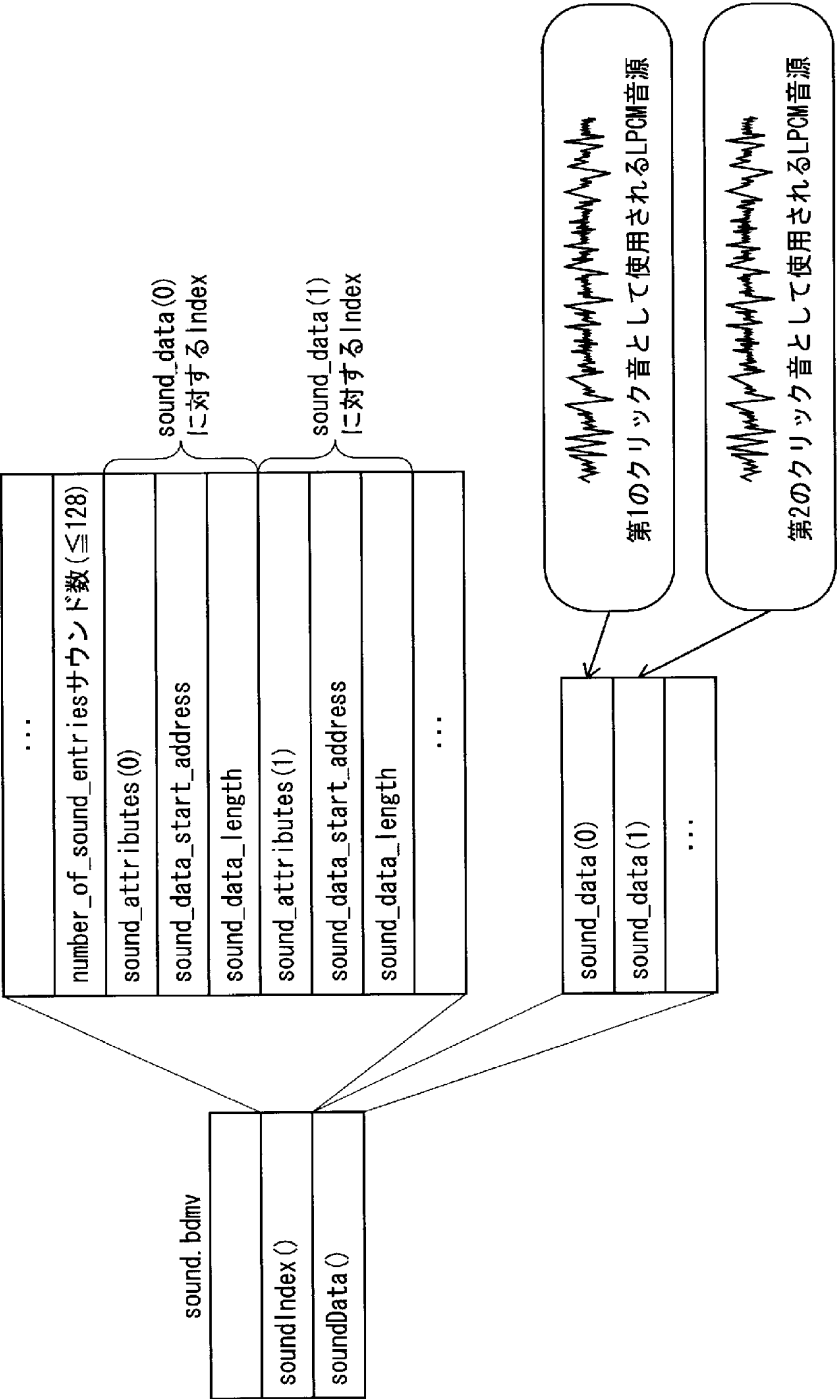 sound.bdmv
soundIndex()
soundData()
...
number_of_sound_entriesサウンド数(≦128)
sound_attributes(0)
sound_data_start_address
sound_data_length
sound_attributes(1)
sound_data_start_address
sound_data_length
...
sound_data(0)
に対するIndex
sound_data(1)
に対するIndex
sound_data(0)
sound_data(1)
...
第1のクリック音として使用されるLPCM音源
第2のクリック音として使用されるLPCM音源